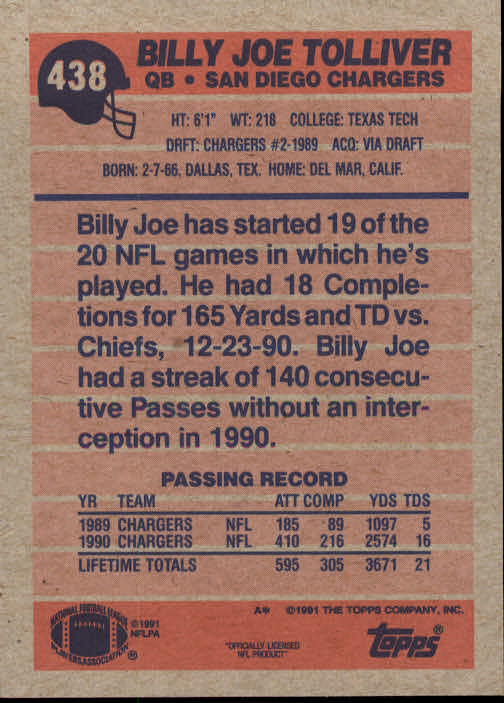 438
BILLY JOE TOLLIVER
QB • SAN DIEGO CHARGERS
HT: 6'1" WT: 218 COLLEGE: TEXAS TECH
DRFT: CHARGERS #2-1989 ACQ: VIA DRAFT
BORN: 2-7-66, DALLAS, TEX. HOME: DEL MAR, CALIF.
Billy Joe has started 19 of the
20 NFL games in which he's
played. He had 18 Comple-
tions for 165 Yards and TD vs.
Chiefs, 12-23-90. Billy Joe
had a streak of 140 consecu-
tive Passes without an inter-
ception in 1990.
PASSING RECORD
YR TEAM ATT COMP YDS TDS
1989 CHARGERS NFL 185 89 1097 5
1990 CHARGERS NFL 410 216 2574 16
LIFETIME TOTALS 595 305 3671 21
NATIONAL FOOTBALL LEAGUE
PLAYERS ASSOCIATION
®
©1991
NFLPA
A* ©1991 THE TOPPS COMPANY, INC.
"OFFICIALLY LICENSED
NFL PRODUCT"
topps®